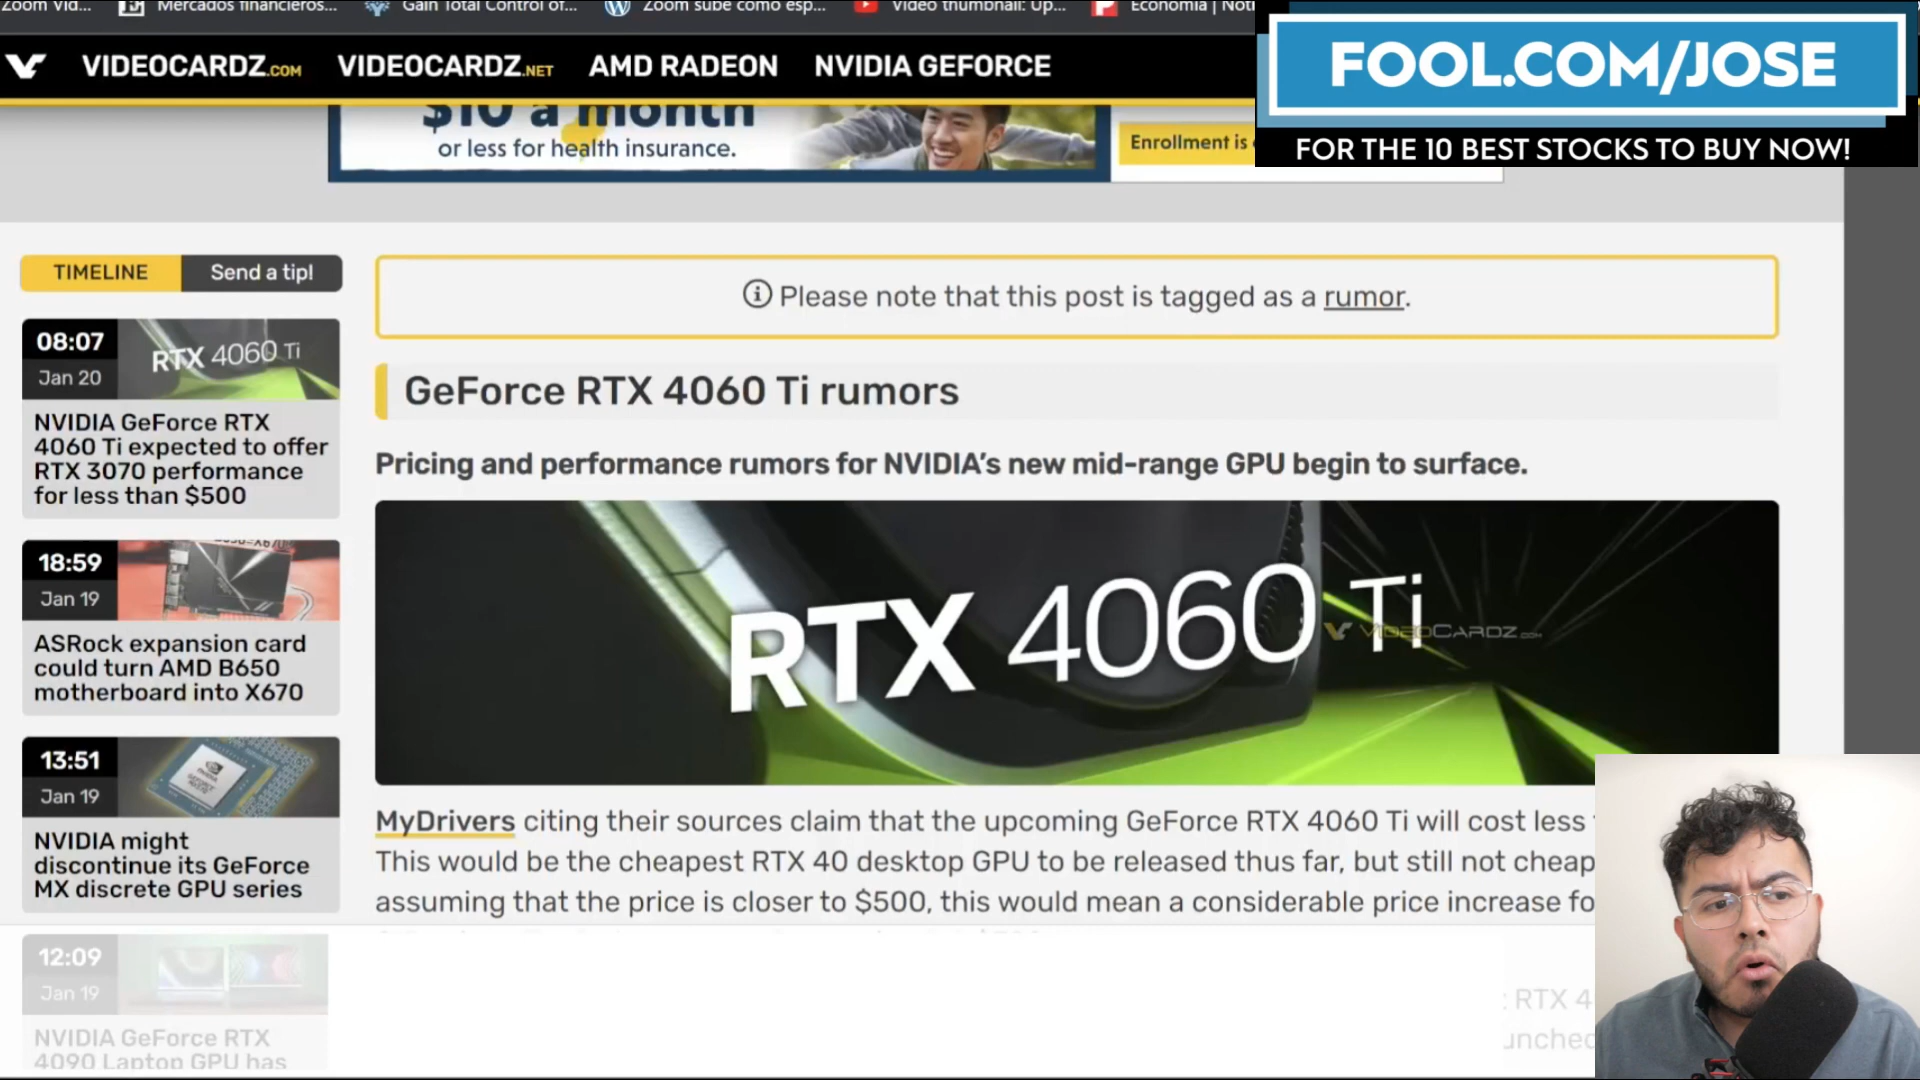 Zoom Vid...
Mercados financieros...
Gain Total Control of...
Zoom sube como esp...
Video thumbnail: Up...
Economía | Noti
VIDEOCARDZ.COM
VIDEOCARDZ.NET
AMD RADEON
NVIDIA GEFORCE
FOOL.COM/JOSE
FOR THE 10 BEST STOCKS TO BUY NOW!
$10 a month
or less for health insurance.
Enrollment is
TIMELINE
Send a tip!
Please note that this post is tagged as a rumor.
08:07
Jan 20
RTX 4060 Ti
NVIDIA GeForce RTX
4060 Ti expected to offer
RTX 3070 performance
for less than $500
18:59
Jan 19
ASRock expansion card
could turn AMD B650
motherboard into X670
13:51
Jan 19
NVIDIA might
discontinue its GeForce
MX discrete GPU series
12:09
Jan 19
NVIDIA GeForce RTX
4090 Laptop GPU has
GeForce RTX 4060 Ti rumors
Pricing and performance rumors for NVIDIA's new mid-range GPU begin to surface.
RTX 4060 Ti
VIDEOCARDZ.COM
MyDrivers citing their sources claim that the upcoming GeForce RTX 4060 Ti will cost less
This would be the cheapest RTX 40 desktop GPU to be released thus far, but still not cheap
assuming that the price is closer to $500, this would mean a considerable price increase fo
: RTX 4
unched